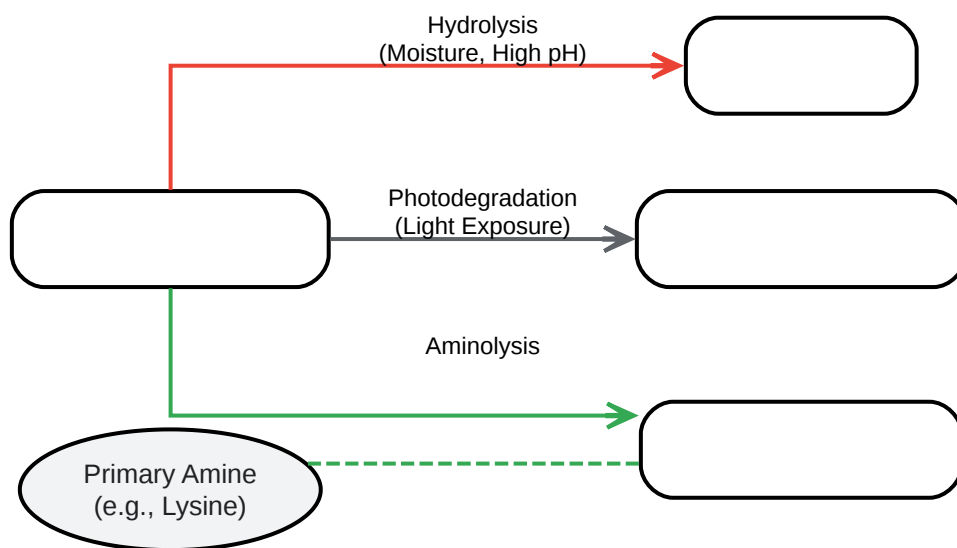 Hydrolysis
(Moisture, High pH)
Photodegradation
(Light Exposure)
Aminolysis
Primary Amine
(e.g., Lysine)